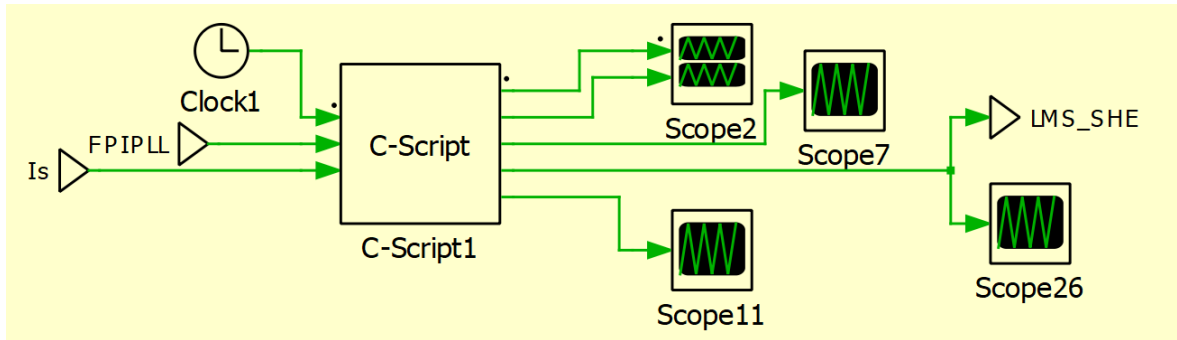 Clock1
FPIPLL
Is
C-Script
C-Script1
Scope2
Scope7
LMS_SHE
Scope11
Scope26